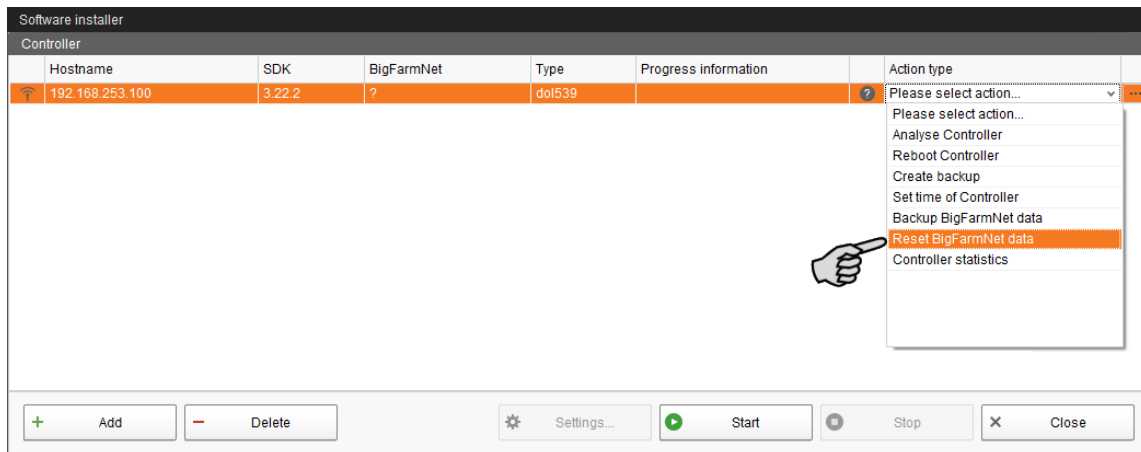 Software installer
Controller
Hostname SDK BigFarmNet Type Progress information Action type
192.168.253.100 3.22.2 ? dol539 ? Please select action... ...
Please select action...
Analyse Controller
Reboot Controller
Create backup
Set time of Controller
Backup BigFarmNet data
Reset BigFarmNet data
Controller statistics
Add Delete Settings... Start Stop Close